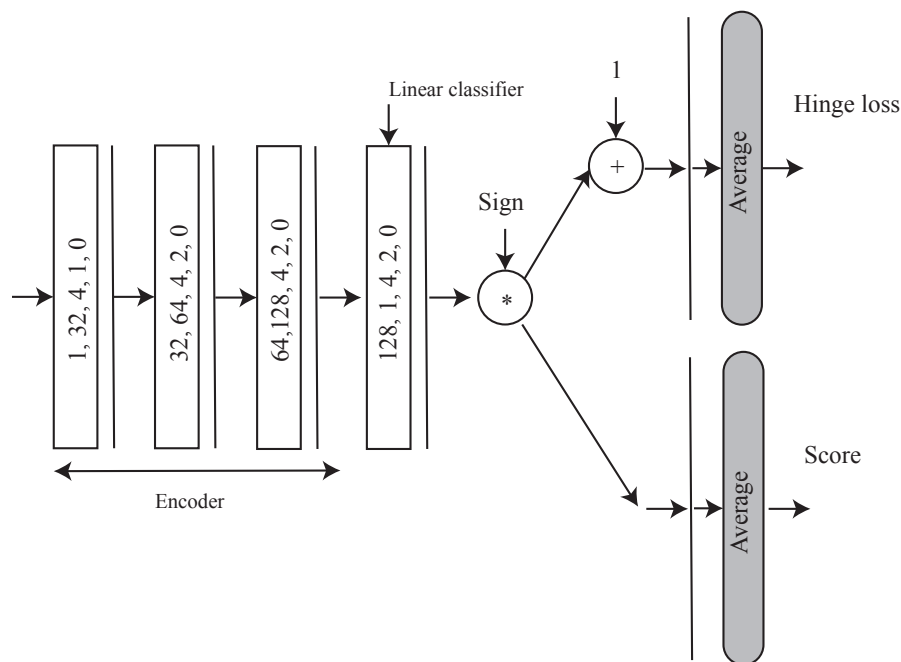 1
Linear classifier
Hinge loss
Average
+
Sign
1, 32, 4, 1, 0
32, 64, 4, 2, 0
64,128, 4, 2, 0
128, 1, 4, 2, 0
*
Score
Encoder
Average